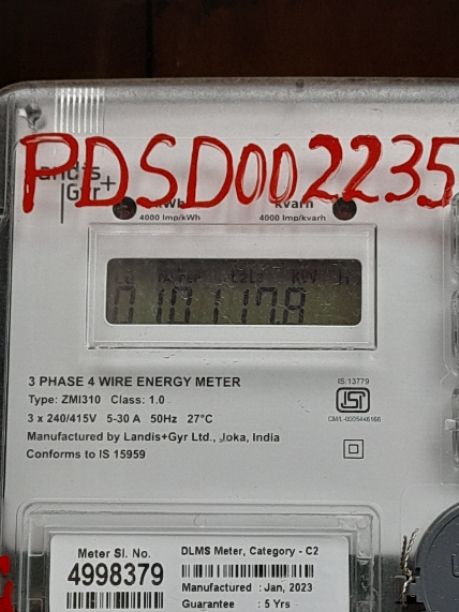 PDSD002235
Landis
Gyr+
kWh kvarh
4000 Imp/kWh 4000 Imp/kvarh
3 PHASE 4 WIRE ENERGY METER
Type: ZMI310 Class: 1.0
3 x 240/415V 5-30 A 50Hz 27°C
Manufactured by Landis+Gyr Ltd., Joka, India
Conforms to IS 15959
IS:13779
CM/L-0005446166
Meter Sl. No.
4998379
DLMS Meter, Category - C2
Manufactured : Jan, 2023
Guarantee : 5 Yrs